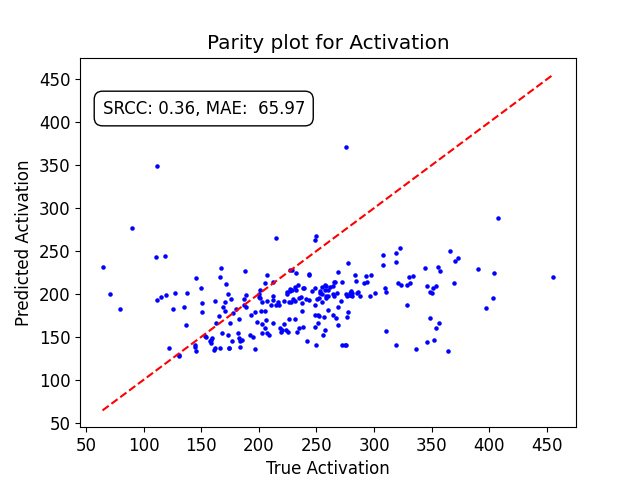 Parity plot for Activation
SRCC: 0.36, MAE:  65.97
Predicted Activation
450
400
350
300
250
200
150
100
50
50 100 150 200 250 300 350 400 450
True Activation